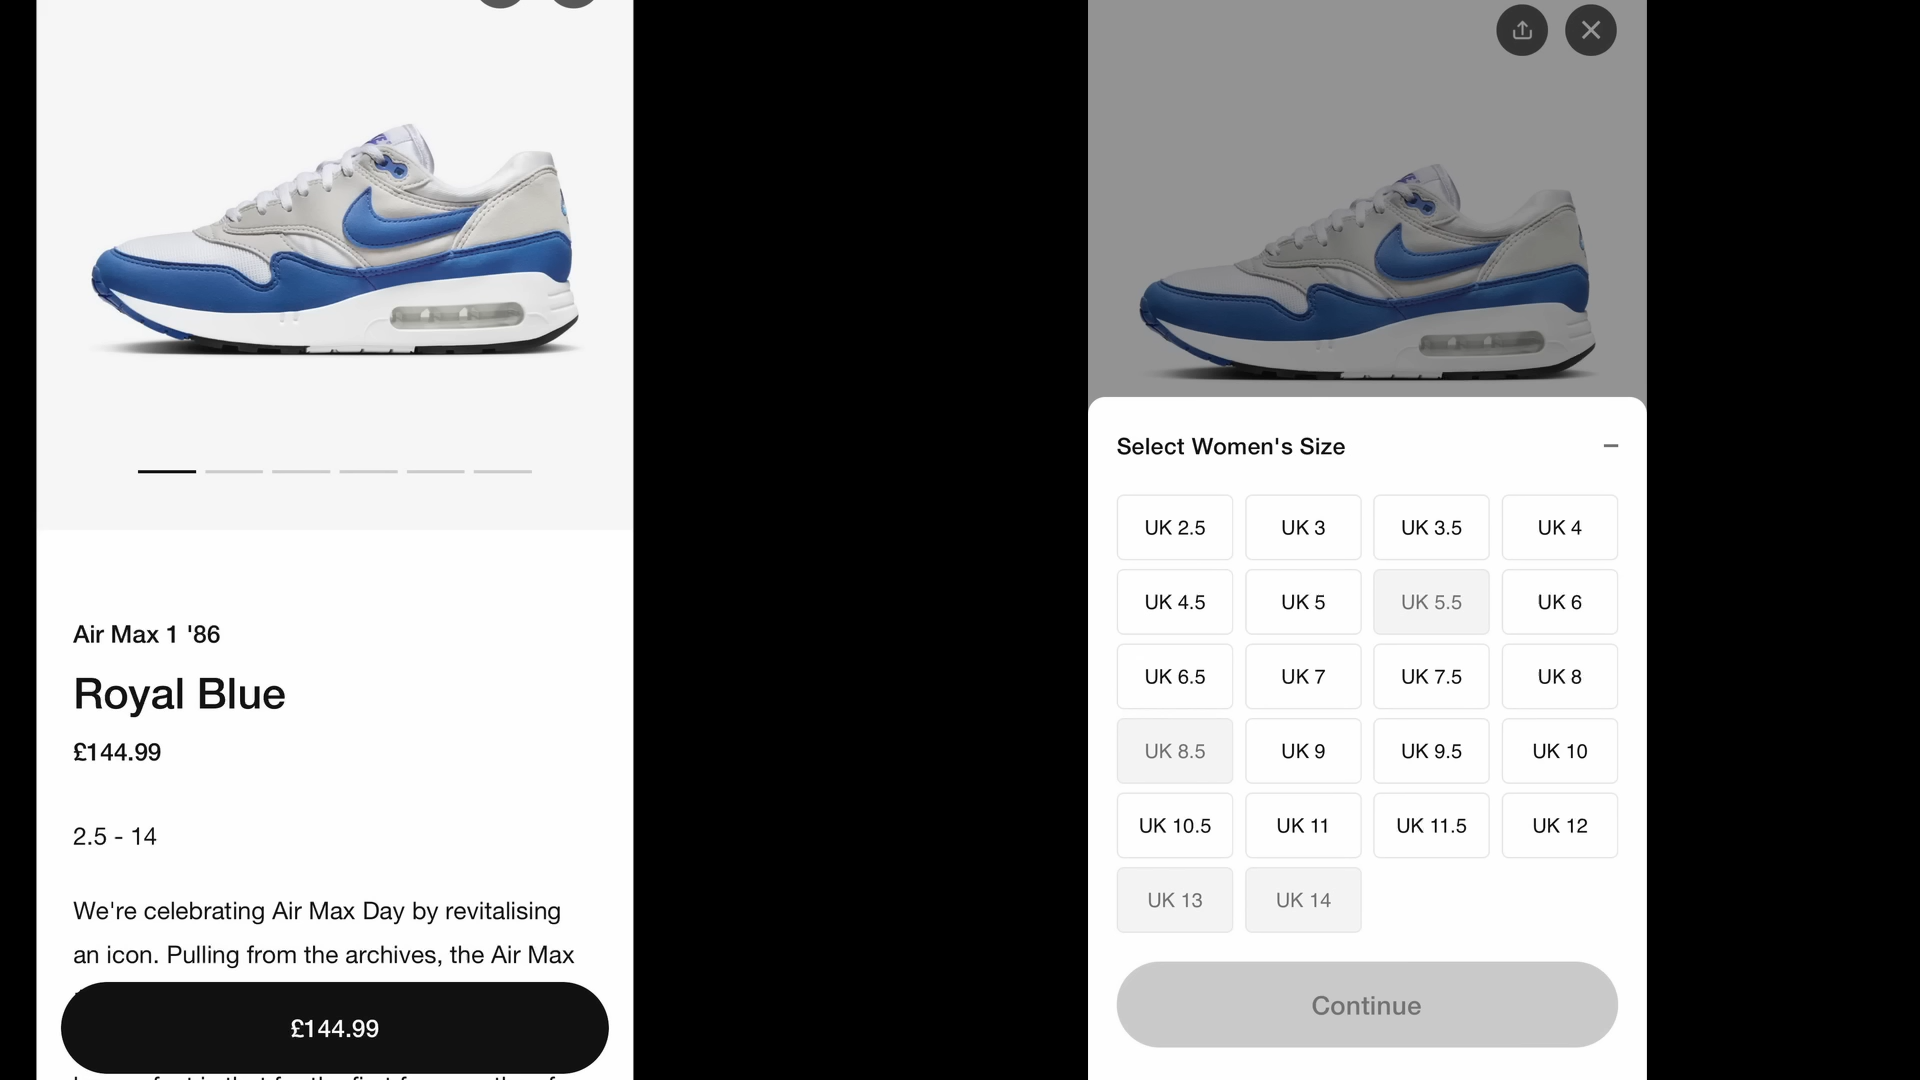 Air Max 1 '86
Royal Blue
£144.99
2.5 - 14
We're celebrating Air Max Day by revitalising
an icon. Pulling from the archives, the Air Max
£144.99
Select Women's Size
UK 2.5
UK 3
UK 3.5
UK 4
UK 4.5
UK 5
UK 5.5
UK 6
UK 6.5
UK 7
UK 7.5
UK 8
UK 8.5
UK 9
UK 9.5
UK 10
UK 10.5
UK 11
UK 11.5
UK 12
UK 13
UK 14
Continue